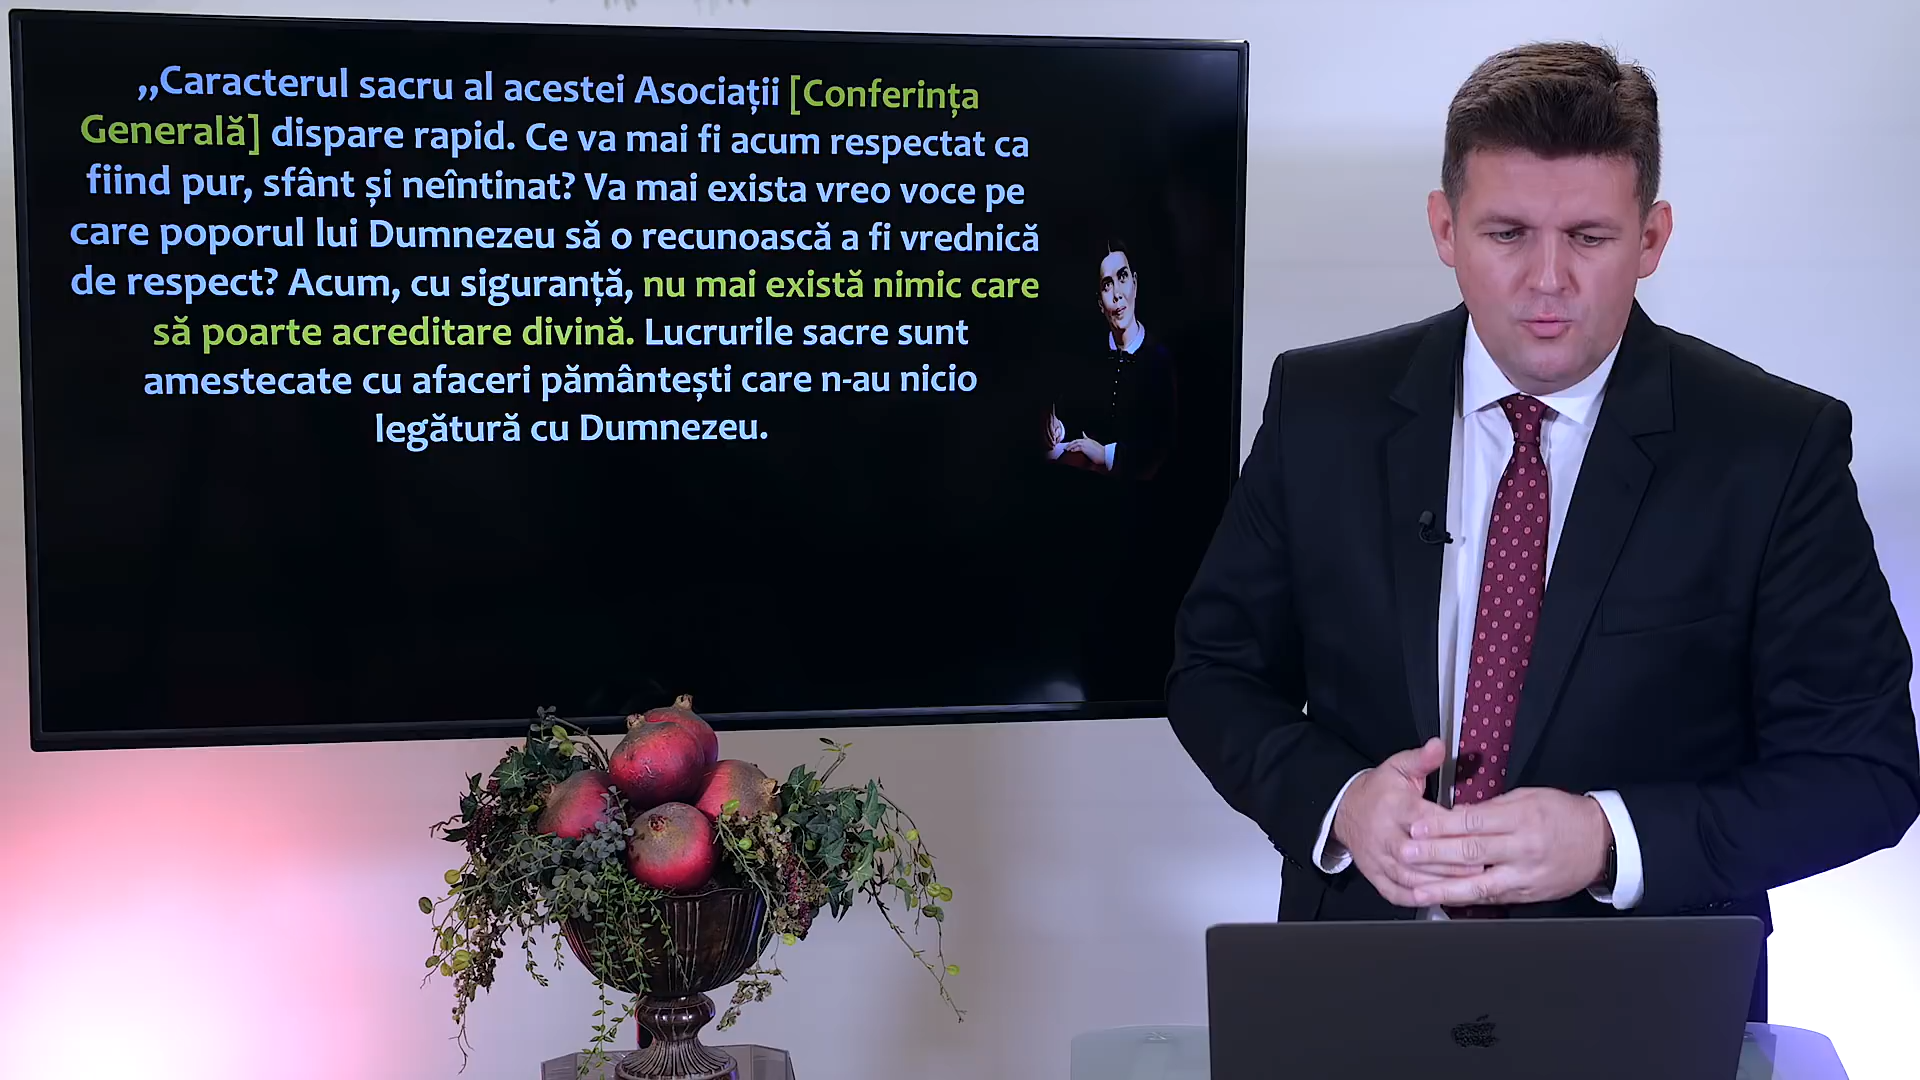 „Caracterul sacru al acestei Asociații [Conferința
Generală] dispare rapid. Ce va mai fi acum respectat ca
fiind pur, sfânt și neîntinat? Va mai exista vreo voce pe
care poporul lui Dumnezeu să o recunoască a fi vrednică
de respect? Acum, cu siguranță, nu mai există nimic care
să poarte acreditare divină. Lucrurile sacre sunt
amestecate cu afaceri pământești care n-au nicio
legătură cu Dumnezeu.